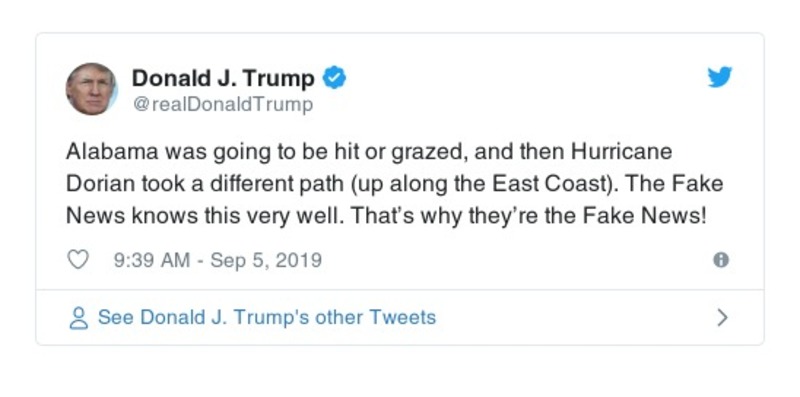 Donald J. Trump
@realDonaldTrump
Alabama was going to be hit or grazed, and then Hurricane
Dorian took a different path (up along the East Coast). The Fake
News knows this very well. That’s why they’re the Fake News!
9:39 AM - Sep 5, 2019
See Donald J. Trump's other Tweets